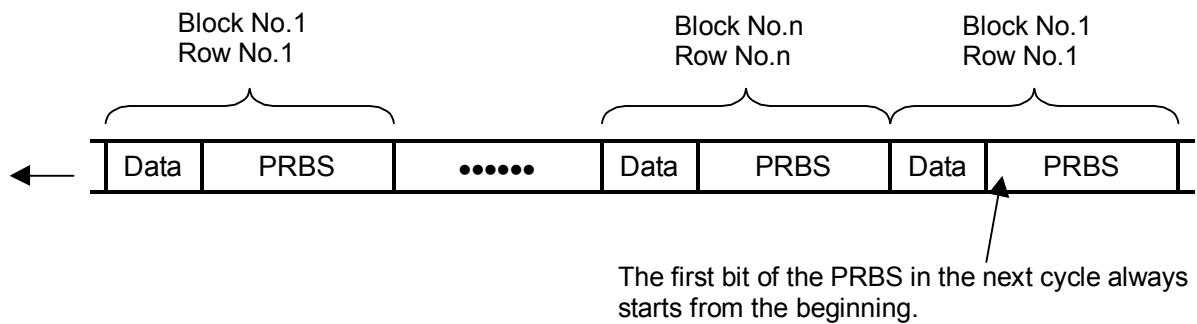 Block No.1
Row No.1
Block No.n
Row No.n
Block No.1
Row No.1
Data PRBS •••••• Data PRBS Data PRBS
The first bit of the PRBS in the next cycle always
starts from the beginning.